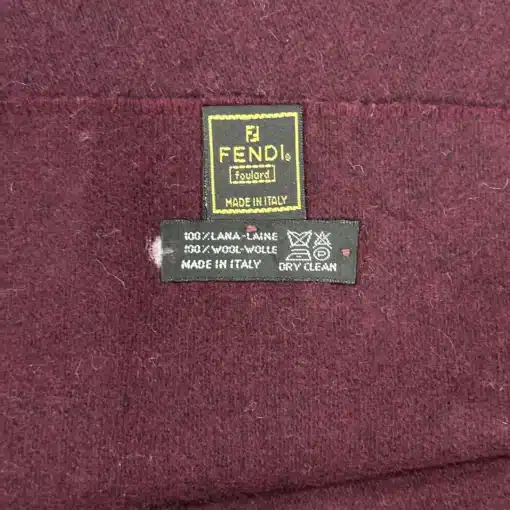 FENDI®
foulard
MADE IN ITALY
100% LANA-LAINE
100% WOOL-WOLLE
MADE IN ITALY
P
DRY CLEAN